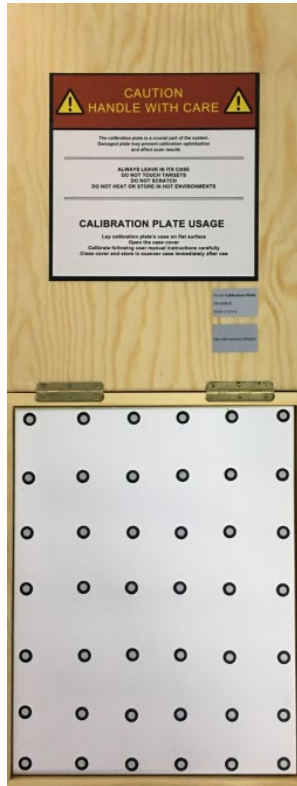 CAUTION
HANDLE WITH CARE
The calibration plate is a crucial part of the system.
Damaged plate may prevent calibration optimization
and affect scan results
ALWAYS LEAVE IN ITS CASE
DO NOT TOUCH TARGETS
DO NOT SCRATCH
DO NOT HEAT OR STORE IN HOT ENVIRONMENTS
CALIBRATION PLATE USAGE
Lay calibration plate's case on flat surface
Open the case cover
Calibrate following user manual instructions carefully
Close cover and store in scanner case immediately after use
Calibration Plate